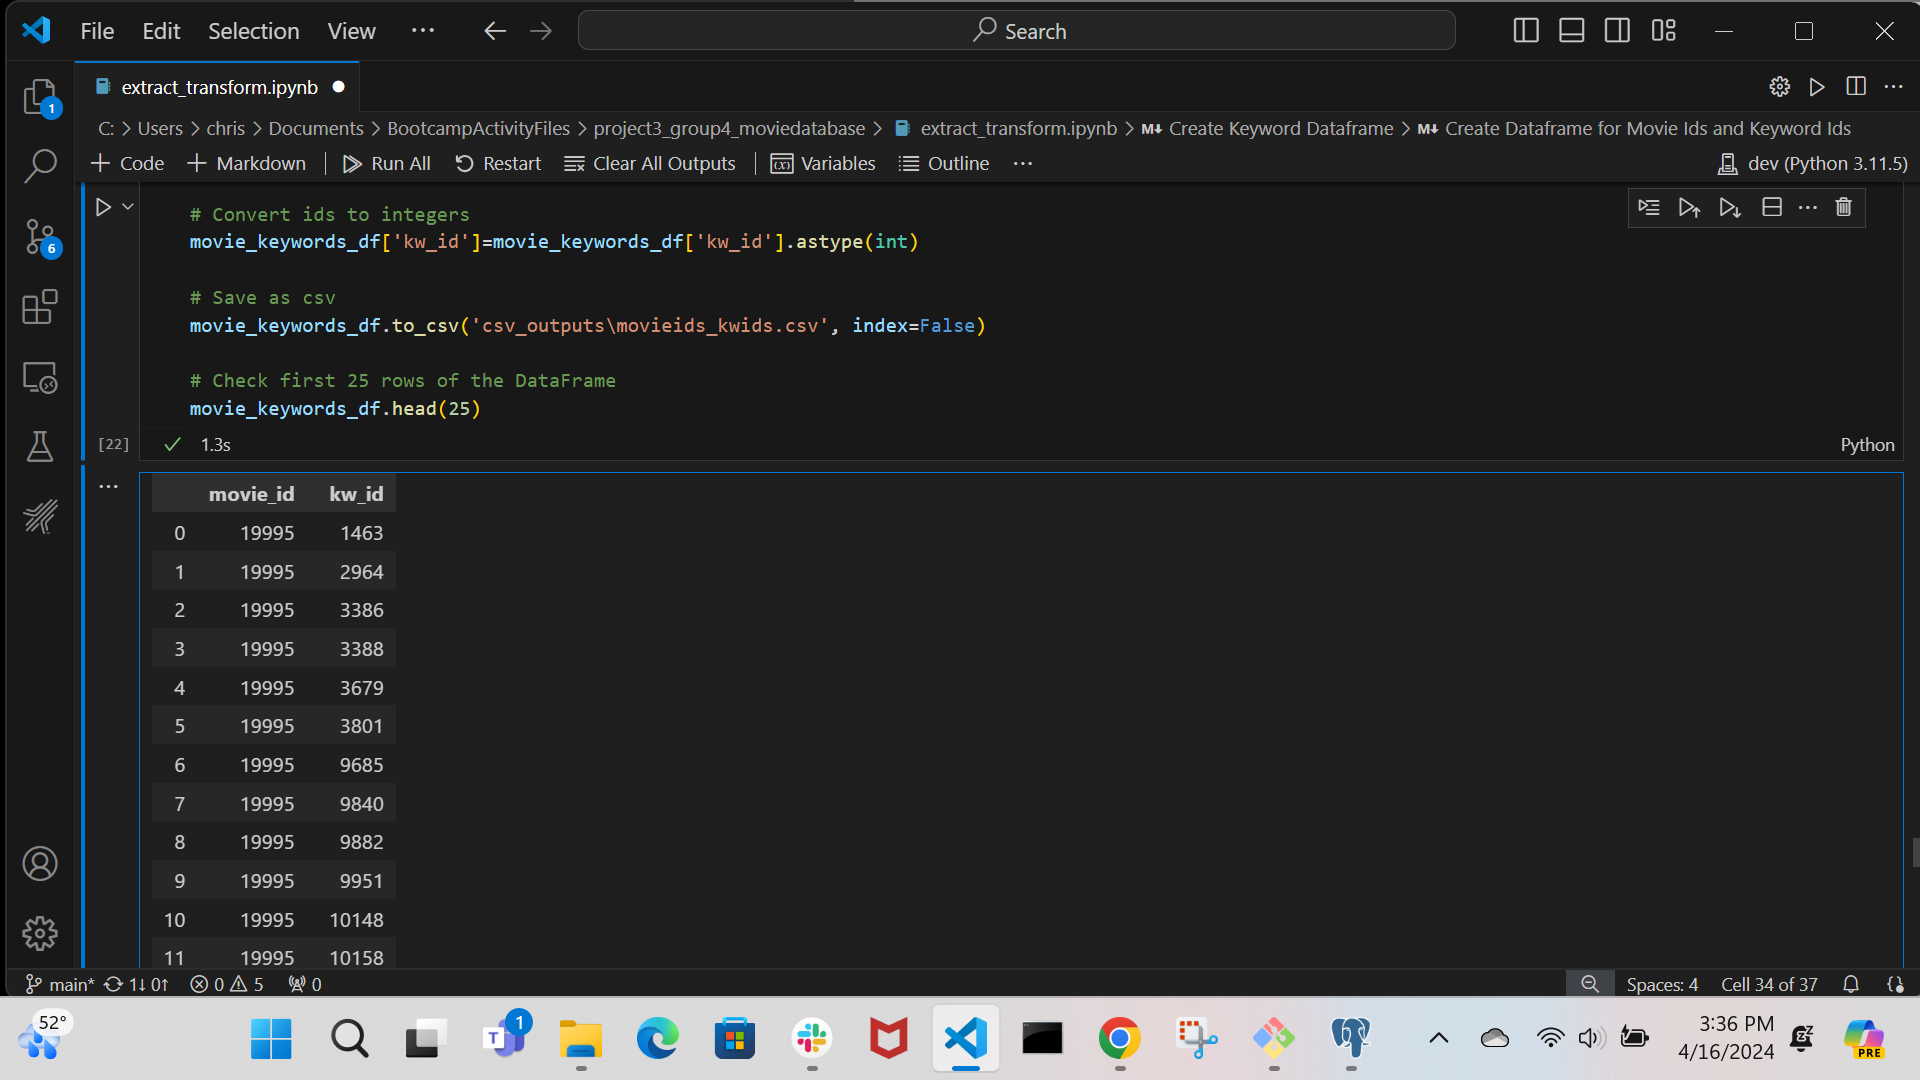 File Edit Selection View ··· Search
extract_transform.ipynb
C: > Users > chris > Documents > BootcampActivityFiles > project3_group4_moviedatabase > extract_transform.ipynb > M↓ Create Keyword Dataframe > M↓ Create Dataframe for Movie Ids and Keyword Ids
+ Code + Markdown Run All Restart Clear All Outputs Variables Outline ··· dev (Python 3.11.5)
1
6
# Convert ids to integers
movie_keywords_df['kw_id']=movie_keywords_df['kw_id'].astype(int)
# Save as csv
movie_keywords_df.to_csv('csv_outputs\movieids_kwids.csv', index=False)
# Check first 25 rows of the DataFrame
movie_keywords_df.head(25)
[22] 1.3s Python
movie_id kw_id
0 19995 1463
1 19995 2964
2 19995 3386
3 19995 3388
4 19995 3679
5 19995 3801
6 19995 9685
7 19995 9840
8 19995 9882
9 19995 9951
10 19995 10148
11 19995 10158
main* 1↓ 0↑ 0 5 0 Spaces: 4 Cell 34 of 37
52° T 1 3:36 PM
4/16/2024 PRE